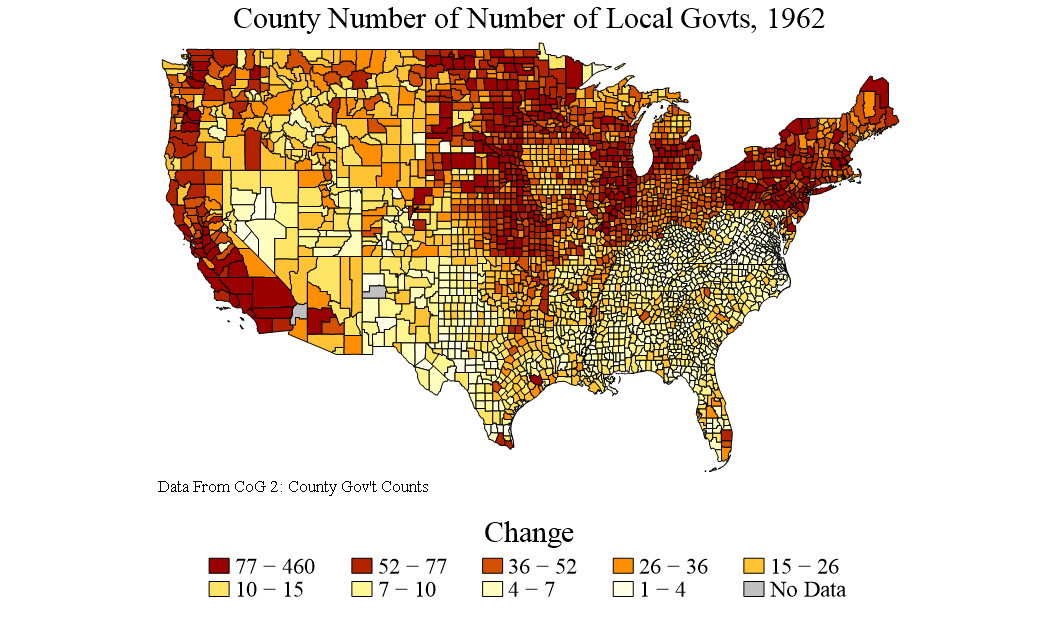 County Number of Number of Local Govts, 1962
Data From CoG 2: County Gov't Counts
Change
77 − 460 52 − 77 36 − 52 26 − 36 15 − 26
10 − 15 7 − 10 4 − 7 1 − 4 No Data